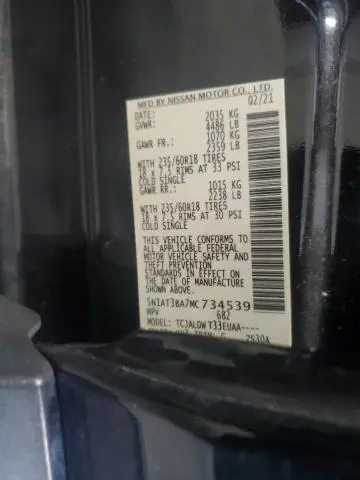 MFD BY NISSAN MOTOR CO., LTD.
DATE: 02/21
GVWR: 2035 KG
4486 LB
GAWR FR.: 1070 KG
2359 LB
WITH 235/60R18 TIRES
18 X 7.5 RIMS AT 33 PSI
COLD SINGLE
GAWR RR.: 1015 KG
2238 LB
WITH 235/60R18 TIRES
18 X 7.5 RIMS AT 30 PSI
COLD SINGLE
THIS VEHICLE CONFORMS TO
ALL APPLICABLE FEDERAL
MOTOR VEHICLE SAFETY AND
THEFT PREVENTION
STANDARDS IN EFFECT ON
THE DATE OF MANUFACTURE
SHOWN ABOVE.
5N1AT3BA7MC734539
MPV 682
MODEL: TCJALDW T33EUAA----
TRIM: G 2S30A